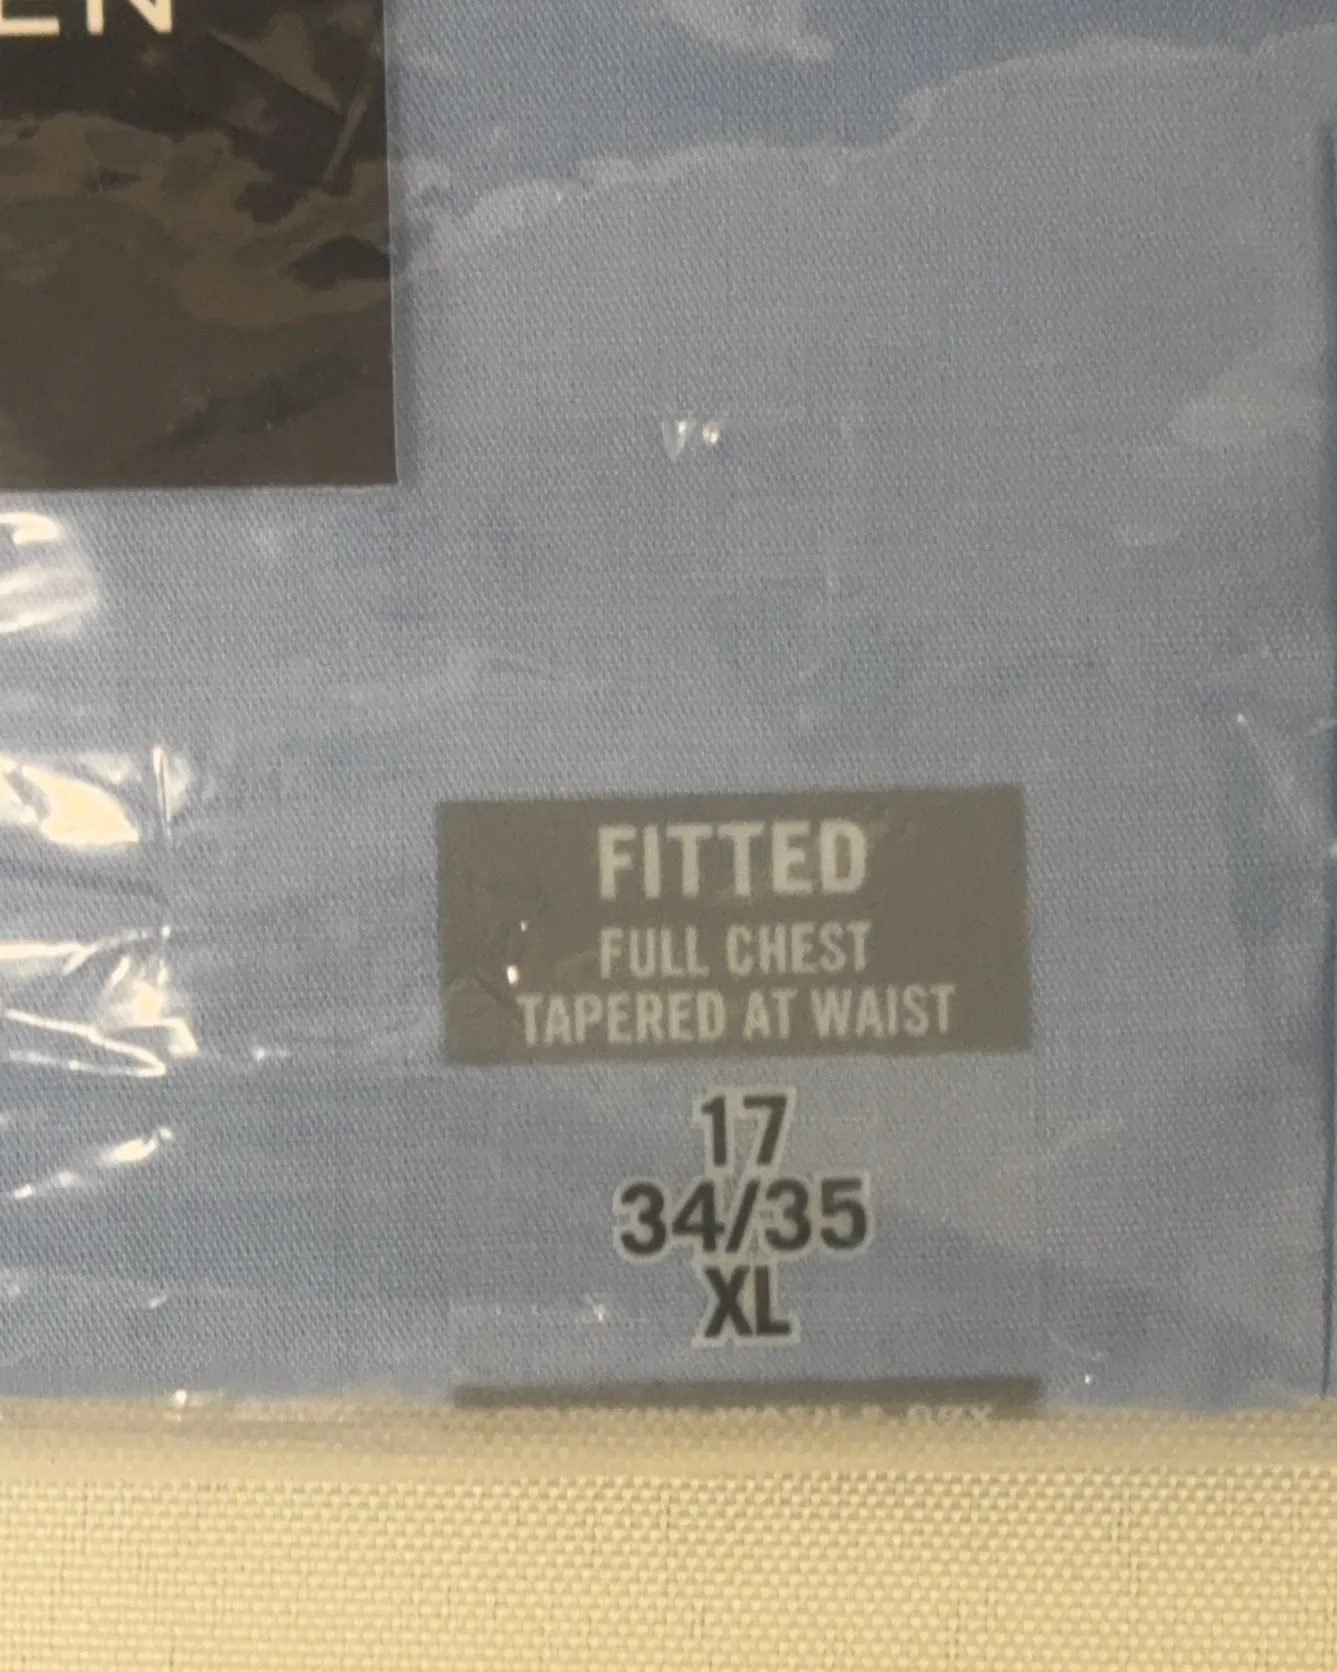 FITTED
FULL CHEST
TAPERED AT WAIST
17
34/35
XL